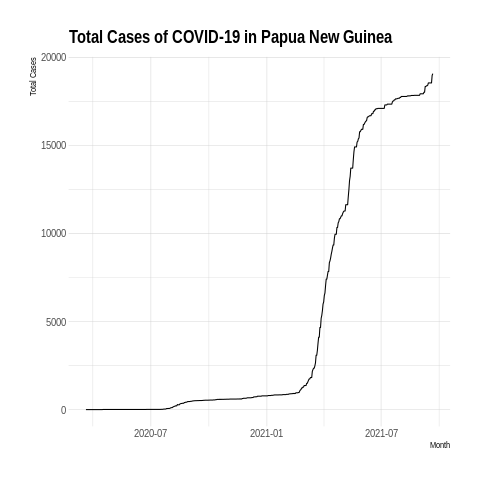 Total Cases of COVID-19 in Papua New Guinea
Total Cases
20000
15000
10000
5000
0
2020-07 2021-01 2021-07
Month